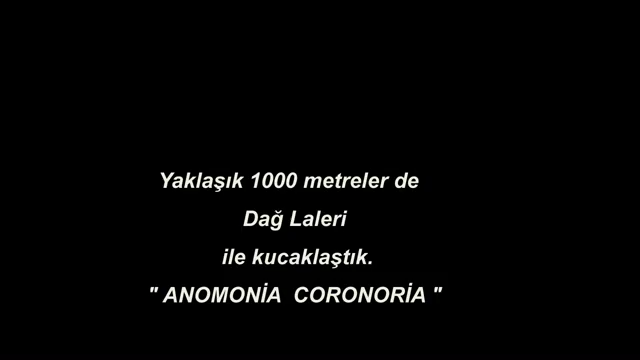 Yaklaşık 1000 metreler de
Dağ Laleri
ile kucaklaştık.
" ANOMONİA CORONORİA "